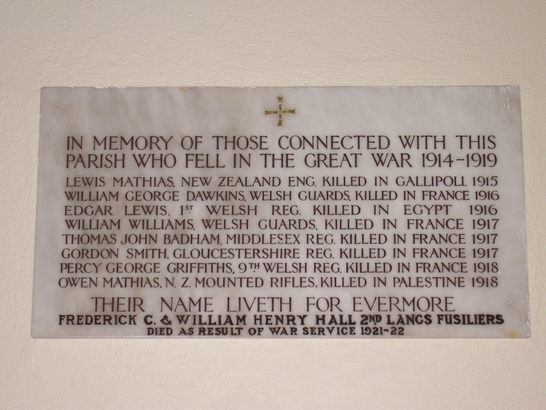 IN MEMORY OF THOSE CONNECTED WITH THIS
PARISH WHO FELL IN THE GREAT WAR 1914-1919
LEWIS MATHIAS, NEW ZEALAND ENG. KILLED IN GALLIPOLI, 1915
WILLIAM GEORGE DAWKINS, WELSH GUARDS, KILLED IN FRANCE 1916
EDGAR LEWIS, 1ST WELSH REG. KILLED IN EGYPT 1916
WILLIAM WILLIAMS, WELSH GUARDS, KILLED IN FRANCE 1917
THOMAS JOHN BADHAM, MIDDLESEX REG. KILLED IN FRANCE 1917
GORDON SMITH, GLOUCESTERSHIRE REG. KILLED IN FRANCE 1917
PERCY GEORGE GRIFFITHS, 9TH WELSH REG. KILLED IN FRANCE 1918
OWEN MATHIAS, N. Z. MOUNTED RIFLES, KILLED IN PALESTINE 1918
THEIR NAME LIVETH FOR EVERMORE
FREDERICK C. & WILLIAM HENRY HALL 2ND LANCS FUSILIERS
DIED AS RESULT OF WAR SERVICE 1921-22